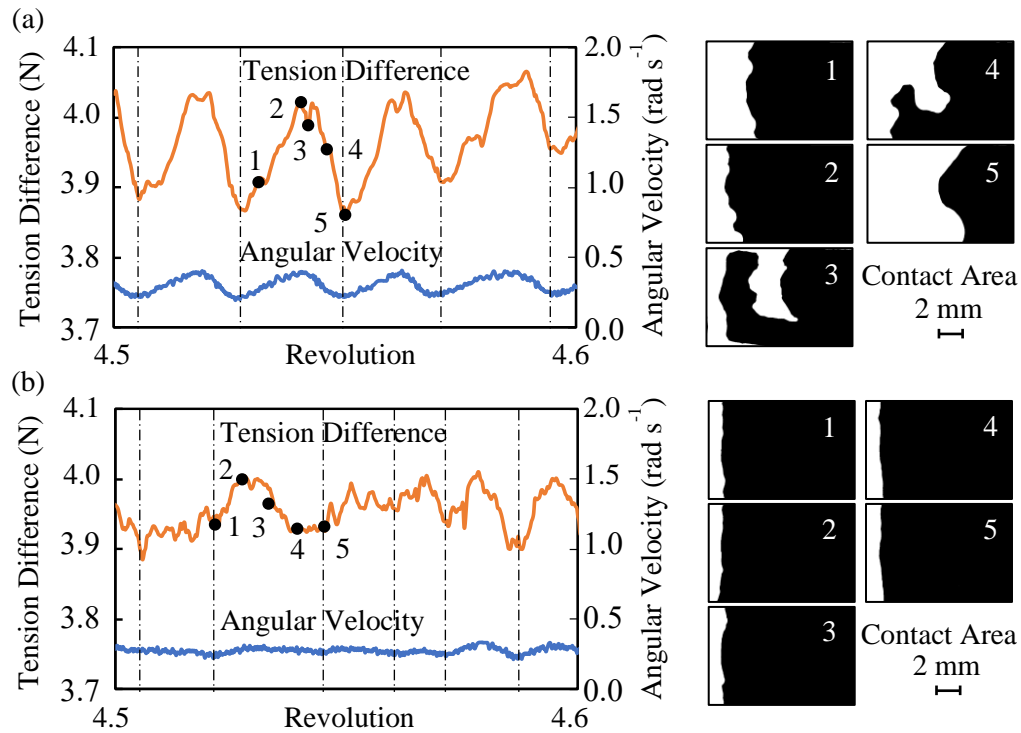 (a)
Tension Difference (N)
4.1
4.0
3.9
3.8
3.7
Tension Difference
2
1
3
4
5
Angular Velocity
2.0
1.5
1.0
0.5
0.0
Angular Velocity (rad s-1)
4.5
Revolution
4.6
1
4
2
5
3
Contact Area
2 mm
(b)
Tension Difference (N)
4.1
4.0
3.9
3.8
3.7
Tension Difference
2
1
3
4
5
Angular Velocity
2.0
1.5
1.0
0.5
0.0
Angular Velocity (rad s-1)
4.5
Revolution
4.6
1
4
2
5
3
Contact Area
2 mm